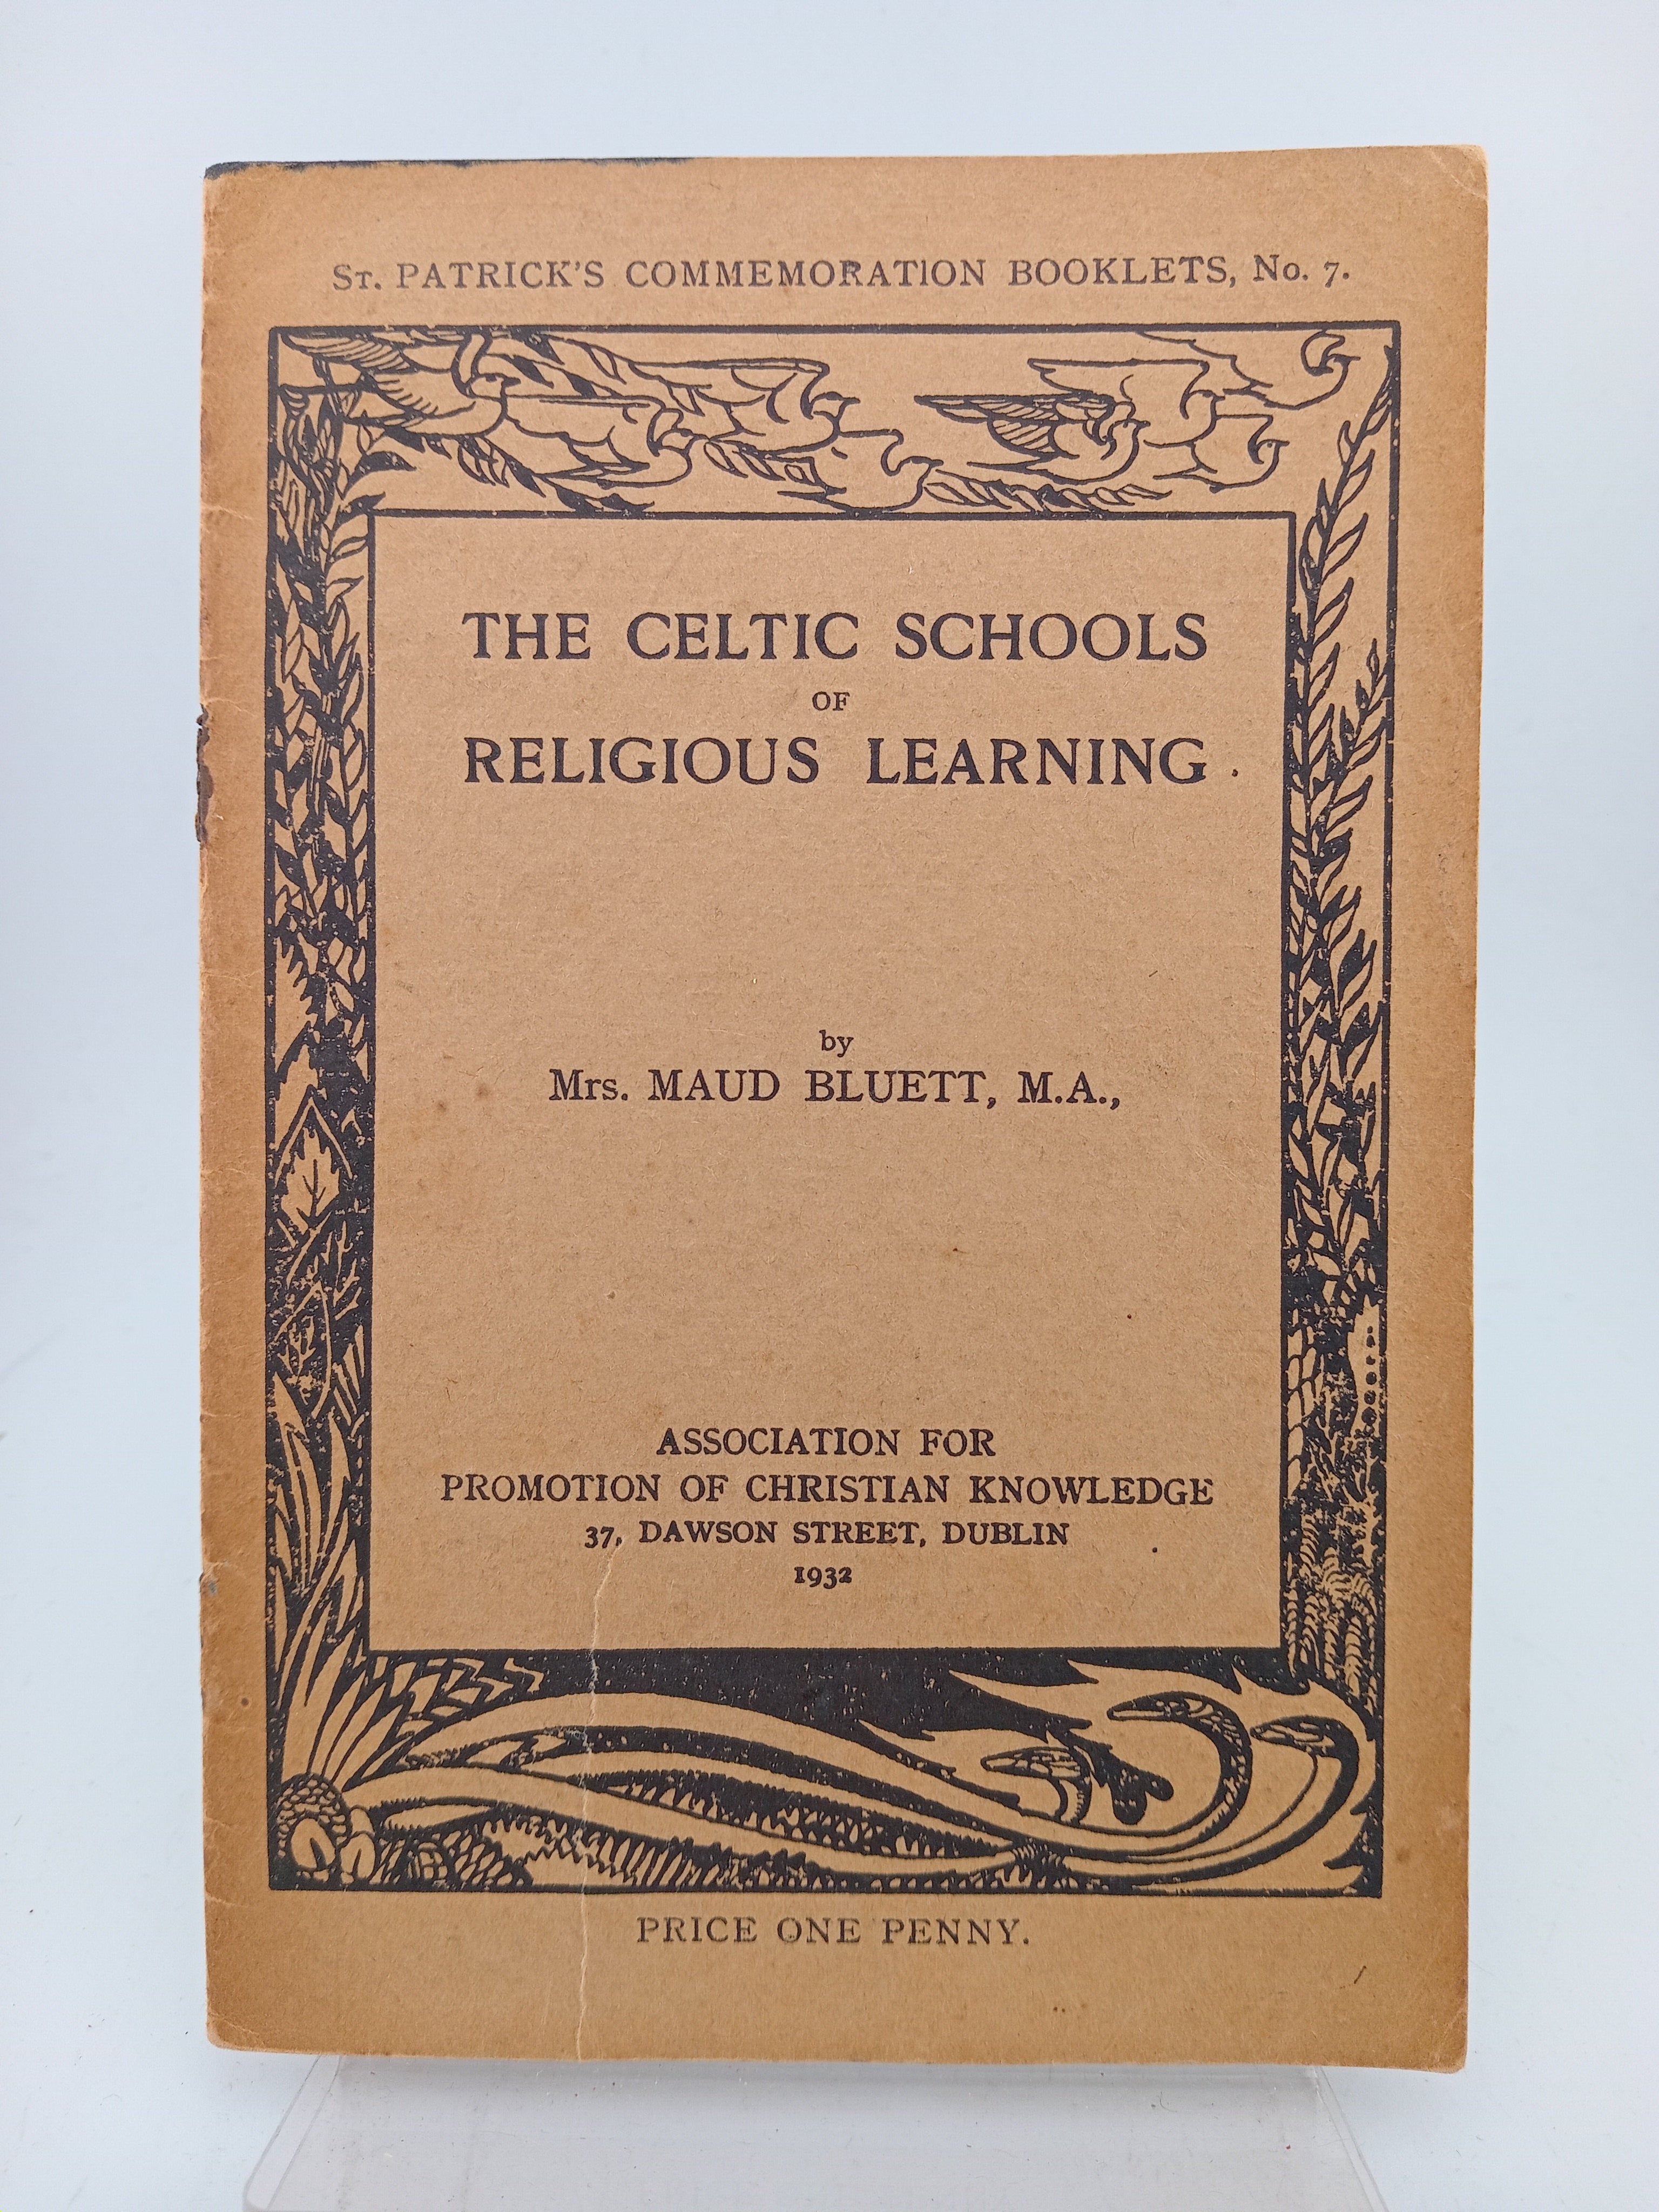 St. PATRICK'S COMMEMORATION BOOKLETS, No. 7.
THE CELTIC SCHOOLS
OF
RELIGIOUS LEARNING
by
Mrs. MAUD BLUETT, M.A.,
ASSOCIATION FOR
PROMOTION OF CHRISTIAN KNOWLEDGE
37, DAWSON STREET, DUBLIN
1932
PRICE ONE PENNY.